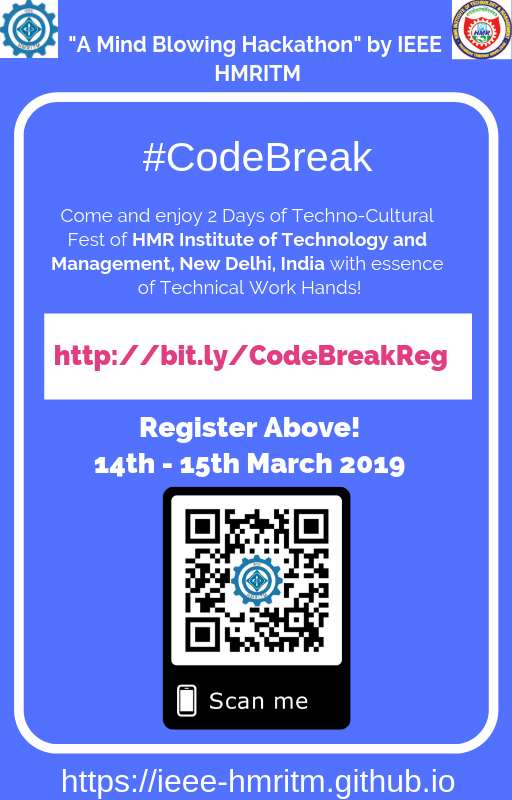 "A Mind Blowing Hackathon" by IEEE
HMRITM
#CodeBreak
Come and enjoy 2 Days of Techno-Cultural
Fest of HMR Institute of Technology and
Management, New Delhi, India with essence
of Technical Work Hands!
http://bit.ly/CodeBreakReg
Register Above!
14th - 15th March 2019
Scan me
https://ieee-hmritm.github.io